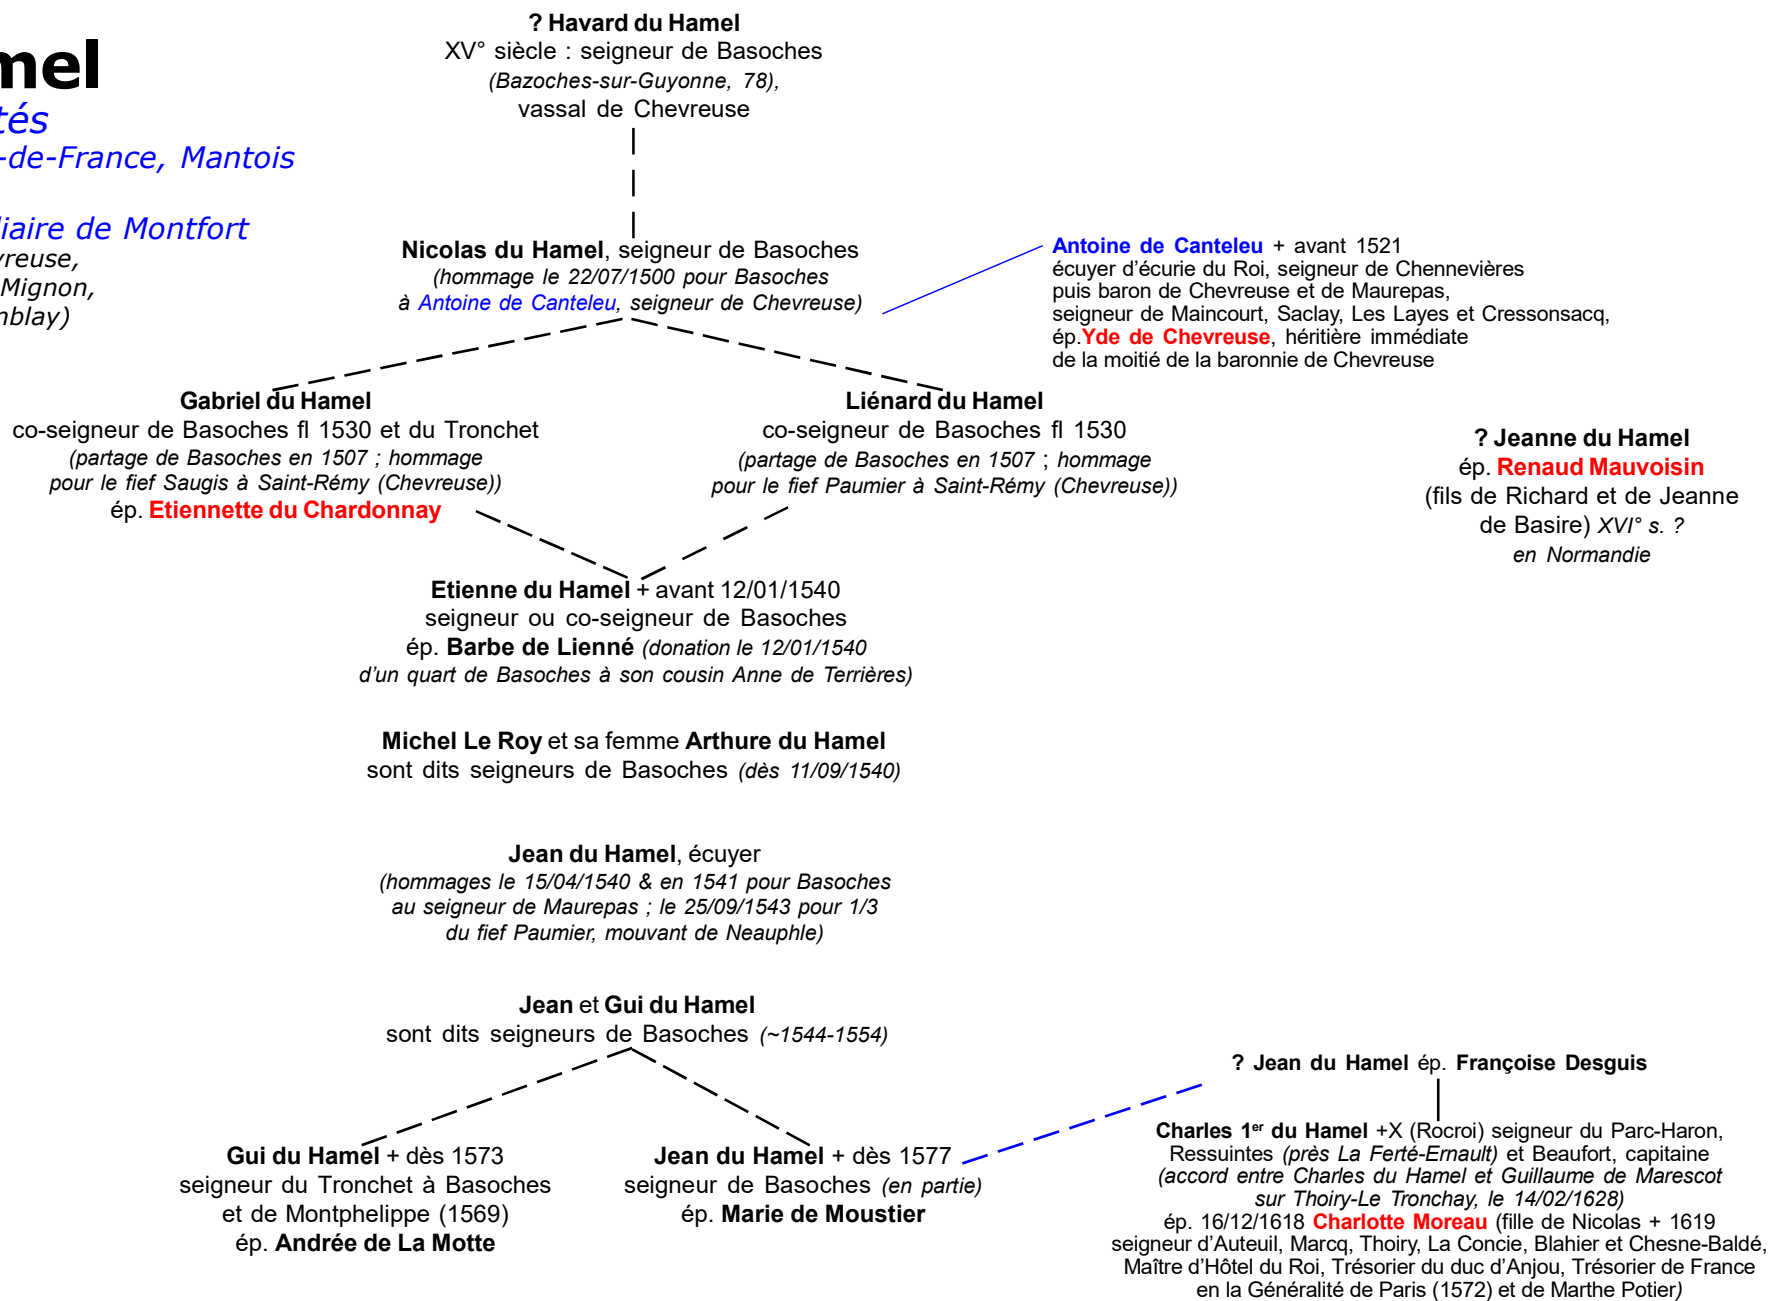 ? Havard du Hamel
XV° siècle : seigneur de Basoches
(Bazoches-sur-Guyonne, 78),
vassal de Chevreuse
mel
tés
-de-France, Mantois
liaire de Montfort
vreuse,
Mignon,
mblay)
Nicolas du Hamel, seigneur de Basoches
(hommage le 22/07/1500 pour Basoches
à Antoine de Canteleu, seigneur de Chevreuse)
Antoine de Canteleu + avant 1521
écuyer d'écurie du Roi, seigneur de Chennevières
puis baron de Chevreuse et de Maurepas,
seigneur de Maincourt, Saclay, Les Layes et Cressonsacq,
ép.Yde de Chevreuse, héritière immédiate
de la moitié de la baronnie de Chevreuse
Gabriel du Hamel
co-seigneur de Basoches fl 1530 et du Tronchet
(partage de Basoches en 1507 ; hommage
pour le fief Saugis à Saint-Rémy (Chevreuse))
ép. Etiennette du Chardonnay
Liénard du Hamel
co-seigneur de Basoches fl 1530
(partage de Basoches en 1507 ; hommage
pour le fief Paumier à Saint-Rémy (Chevreuse))
? Jeanne du Hamel
ép. Renaud Mauvoisin
(fils de Richard et de Jeanne
de Basire) XVI° s. ?
en Normandie
Etienne du Hamel + avant 12/01/1540
seigneur ou co-seigneur de Basoches
ép. Barbe de Lienné (donation le 12/01/1540
d'un quart de Basoches à son cousin Anne de Terrières)
Michel Le Roy et sa femme Arthure du Hamel
sont dits seigneurs de Basoches (dès 11/09/1540)
Jean du Hamel, écuyer
(hommages le 15/04/1540 & en 1541 pour Basoches
au seigneur de Maurepas ; le 25/09/1543 pour 1/3
du fief Paumier, mouvant de Neauphle)
Jean et Gui du Hamel
sont dits seigneurs de Basoches (~1544-1554)
Gui du Hamel + dès 1573
seigneur du Tronchet à Basoches
et de Montphelippe (1569)
ép. Andrée de La Motte
Jean du Hamel + dès 1577
seigneur de Basoches (en partie)
ép. Marie de Moustier
? Jean du Hamel ép. Françoise Desguis
Charles 1er du Hamel +X (Rocroi) seigneur du Parc-Haron,
Ressuintes (près La Ferté-Ernault) et Beaufort, capitaine
(accord entre Charles du Hamel et Guillaume de Marescot
sur Thoiry-Le Tronchay, le 14/02/1628)
ép. 16/12/1618 Charlotte Moreau (fille de Nicolas + 1619
seigneur d'Auteuil, Marcq, Thoiry, La Concie, Blahier et Chesne-Baldé,
Maître d'Hôtel du Roi, Trésorier du duc d'Anjou, Trésorier de France
en la Généralité de Paris (1572) et de Marthe Potier)